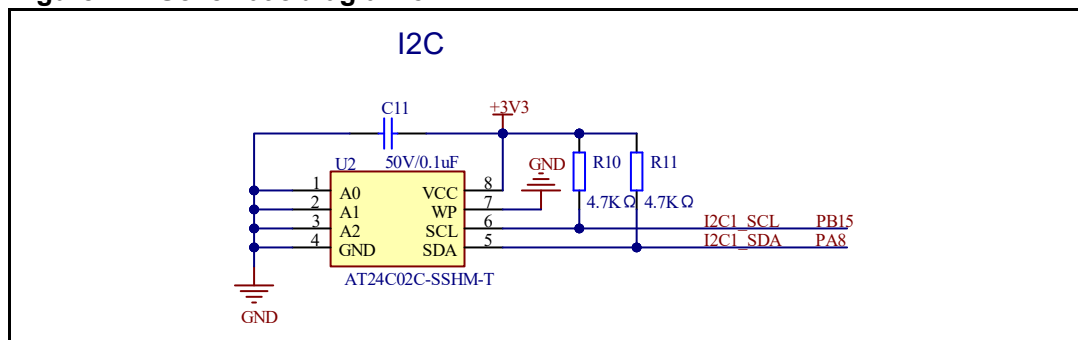 I2C
C11
+3V3
U2
50V/0.1uF
GND
R10
R11
1
A0
VCC
8
2
A1
WP
7
4.7KΩ
4.7KΩ
3
A2
SCL
6
I2C1_SCL
PB15
4
GND
SDA
5
I2C1_SDA
PA8
AT24C02C-SSHM-T
GND